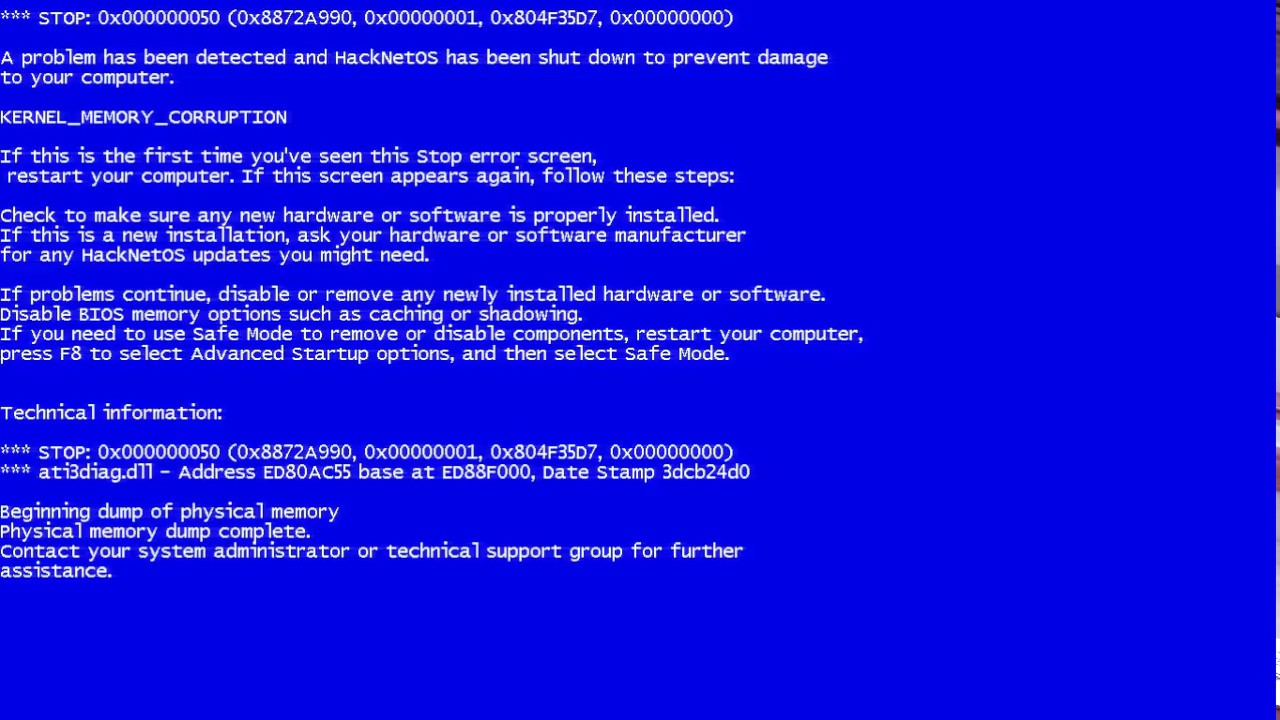 *** STOP: 0x000000050 (0x8872A990, 0x00000001, 0x804F35D7, 0x00000000)
A problem has been detected and HackNetOS has been shut down to prevent damage
to your computer.
KERNEL_MEMORY_CORRUPTION
If this is the first time you've seen this Stop error screen,
restart your computer. If this screen appears again, follow these steps:
Check to make sure any new hardware or software is properly installed.
If this is a new installation, ask your hardware or software manufacturer
for any HackNetOS updates you might need.
If problems continue, disable or remove any newly installed hardware or software.
Disable BIOS memory options such as caching or shadowing.
If you need to use Safe Mode to remove or disable components, restart your computer,
press F8 to select Advanced Startup options, and then select Safe Mode.
Technical information:
*** STOP: 0x000000050 (0x8872A990, 0x00000001, 0x804F35D7, 0x00000000)
*** ati3diag.dll - Address ED80AC55 base at ED88F000, Date Stamp 3dcb24d0
Beginning dump of physical memory
Physical memory dump complete.
Contact your system administrator or technical support group for further
assistance.